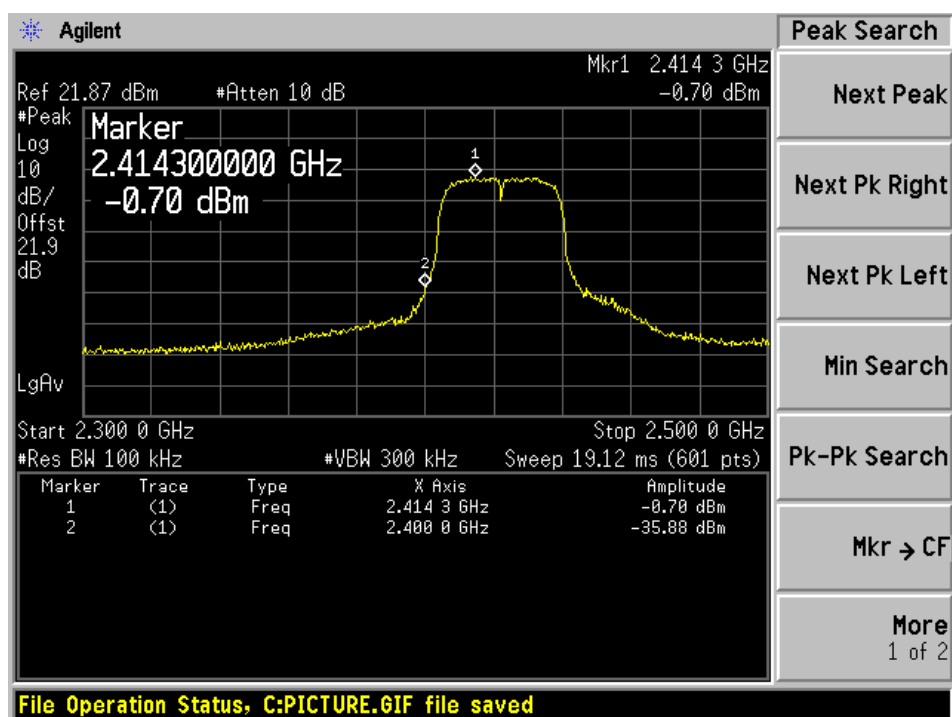 Agilent
Peak Search
Mkr1 2.414 3 GHz
Ref 21.87 dBm #Atten 10 dB -0.70 dBm
#Peak
Log
10
dB/
Offst
21.9
dB
LgAv
Marker
2.414300000 GHz
-0.70 dBm
1
2
Start 2.300 0 GHz Stop 2.500 0 GHz
#Res BW 100 kHz #VBW 300 kHz Sweep 19.12 ms (601 pts)
Marker Trace Type X Axis Amplitude
1 (1) Freq 2.414 3 GHz -0.70 dBm
2 (1) Freq 2.400 0 GHz -35.88 dBm
Next Peak
Next Pk Right
Next Pk Left
Min Search
Pk-Pk Search
Mkr → CF
More
1 of 2
File Operation Status, C:PICTURE.GIF file saved